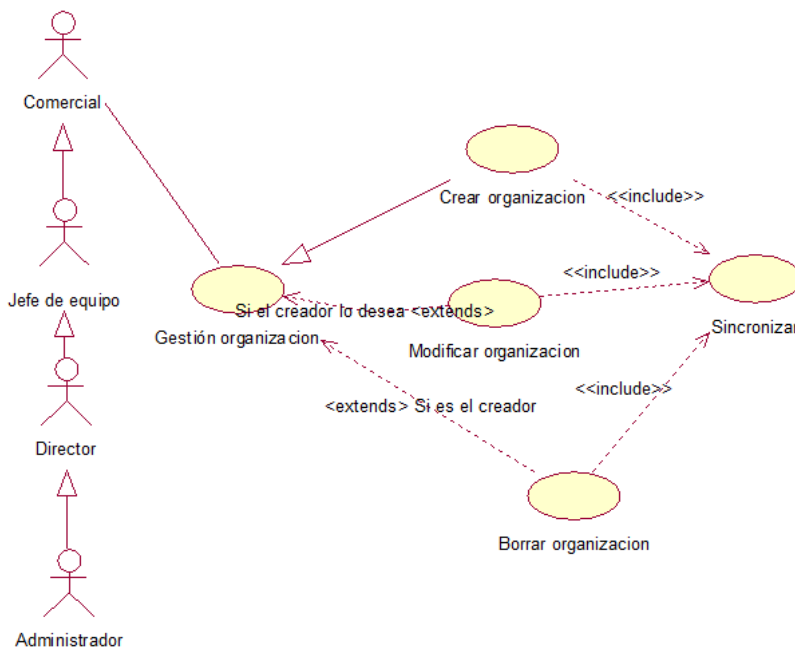 Comercial
Crear organizacion
<<include>>
<<include>>
Jefe de equipo
Si el creador lo desea <extends>
Gestión organizacion
Modificar organizacion
Sincronizar
<<include>>
<extends> Si es el creador
Director
Borrar organizacion
Administrador